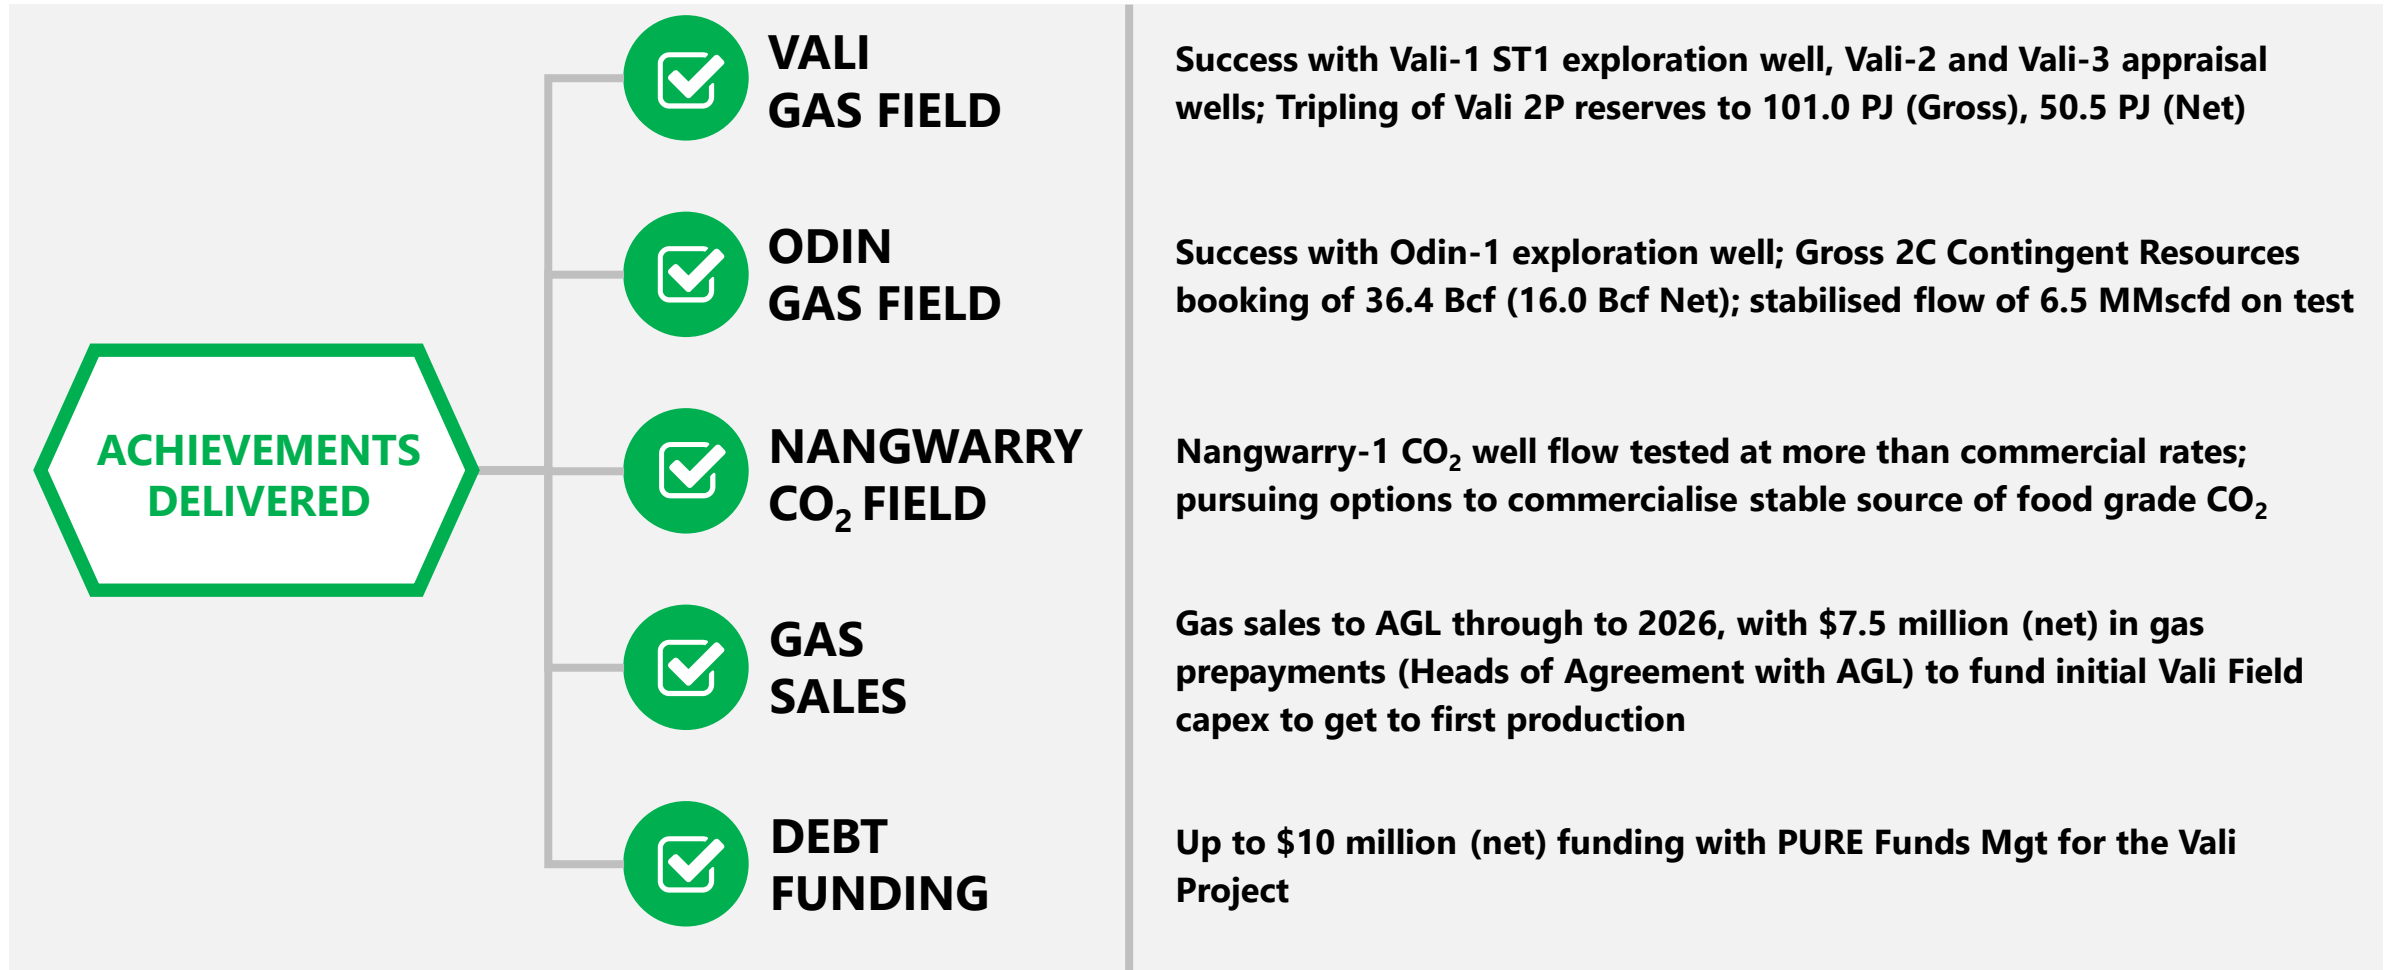 ACHIEVEMENTS
DELIVERED
VALI
GAS FIELD
Success with Vali-1 ST1 exploration well, Vali-2 and Vali-3 appraisal
wells; Tripling of Vali 2P reserves to 101.0 PJ (Gross), 50.5 PJ (Net)
ODIN
GAS FIELD
Success with Odin-1 exploration well; Gross 2C Contingent Resources
booking of 36.4 Bcf (16.0 Bcf Net); stabilised flow of 6.5 MMscfd on test
NANGWARRY
CO₂ FIELD
Nangwarry-1 CO₂ well flow tested at more than commercial rates;
pursuing options to commercialise stable source of food grade CO₂
GAS
SALES
Gas sales to AGL through to 2026, with $7.5 million (net) in gas
prepayments (Heads of Agreement with AGL) to fund initial Vali Field
capex to get to first production
DEBT
FUNDING
Up to $10 million (net) funding with PURE Funds Mgt for the Vali
Project